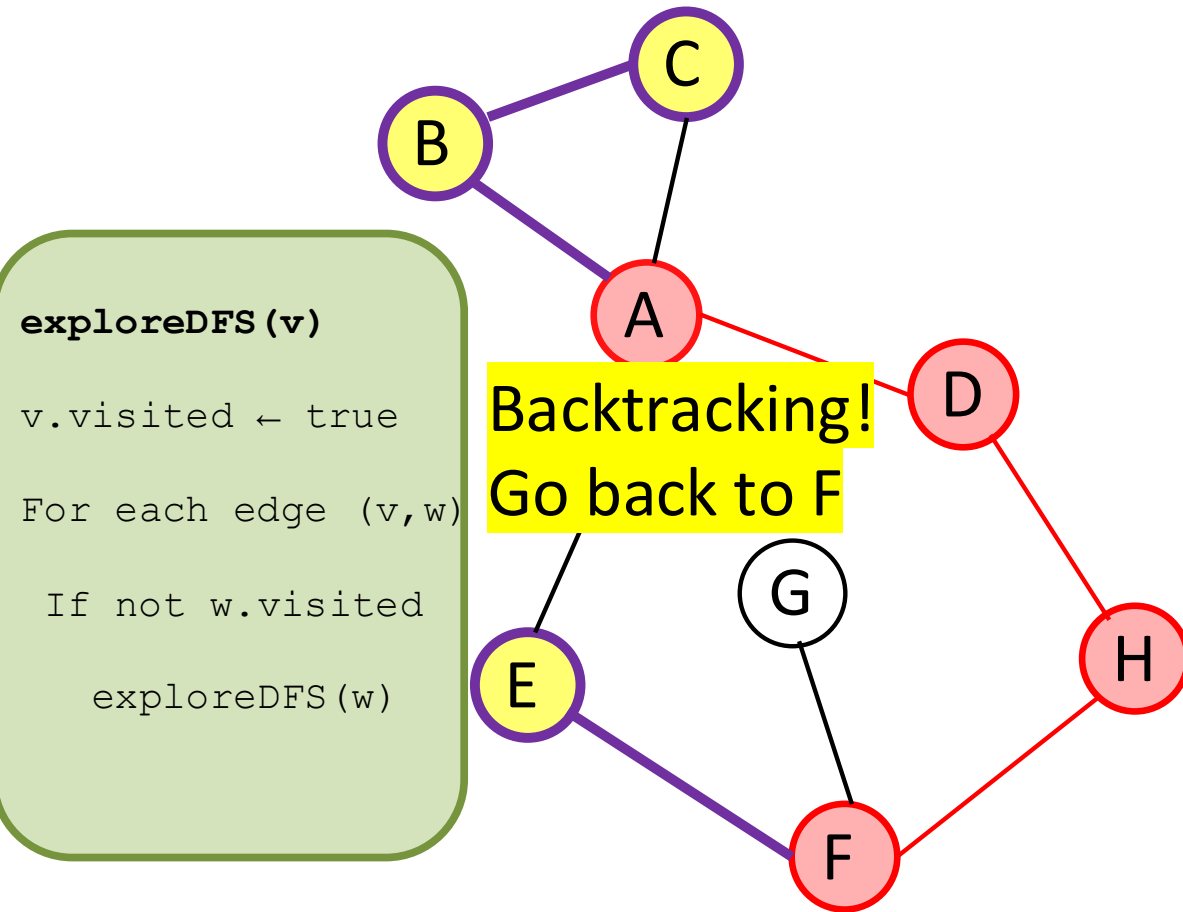 C
B
A
exploreDFS(v)
D
Backtracking!
v.visited ← true
Go back to F
For each edge (v,w)
G
If not w.visited
H
E
exploreDFS(w)
F